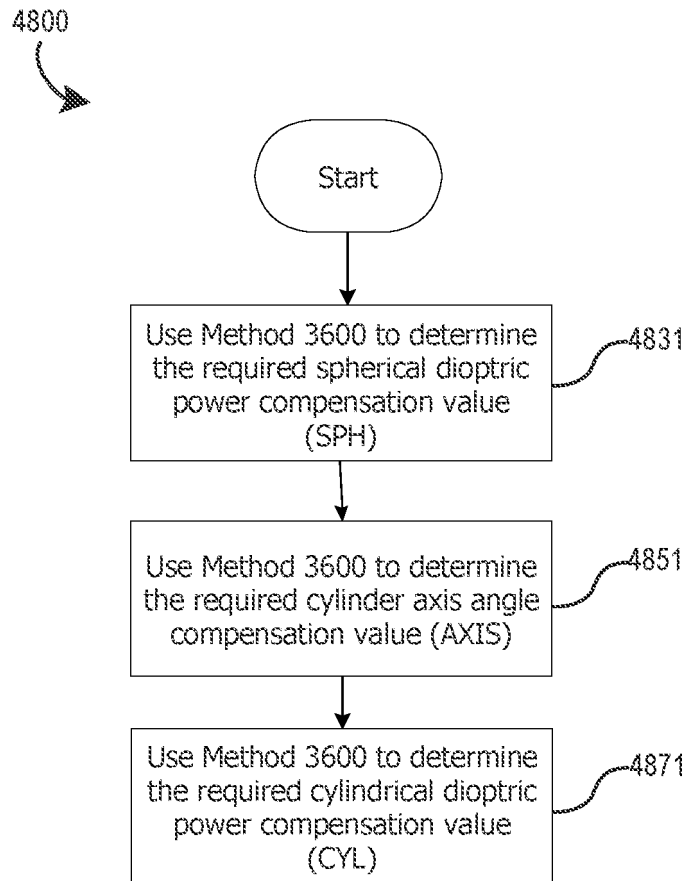 4800
Start
Use Method 3600 to determine
the required spherical dioptric
power compensation value
(SPH)
4831
Use Method 3600 to determine
the required cylinder axis angle
compensation value (AXIS)
4851
Use Method 3600 to determine
the required cylindrical dioptric
power compensation value
(CYL)
4871